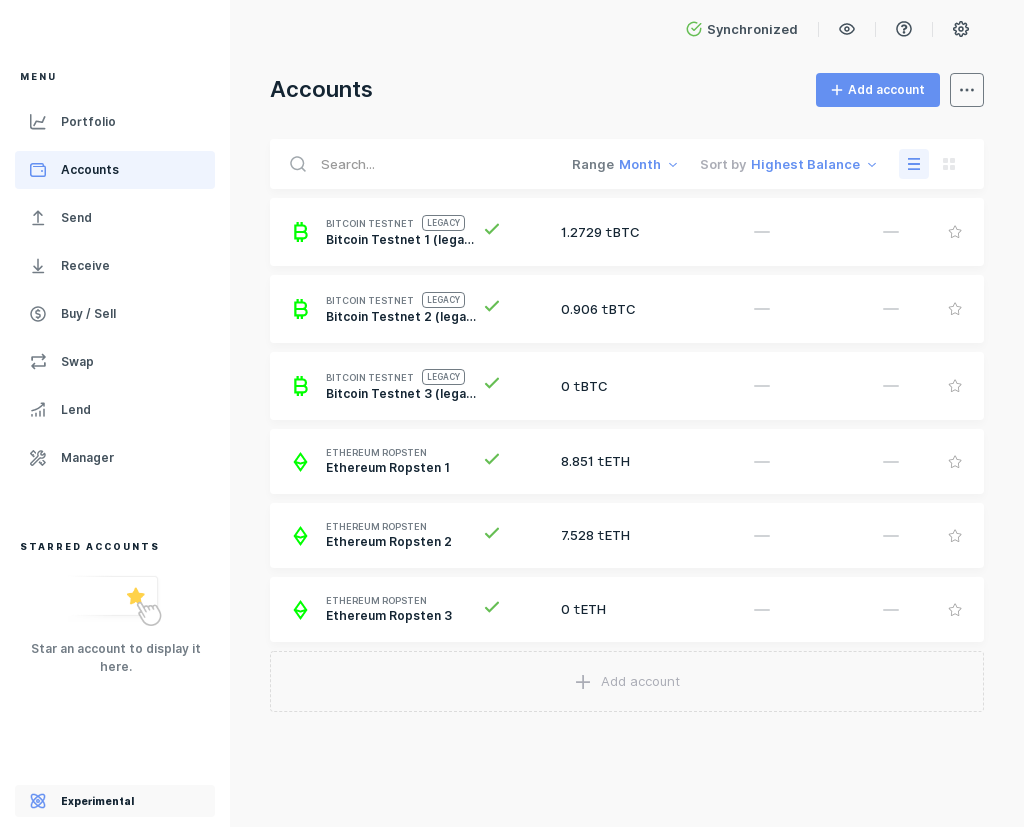 Synchronized
MENU
Portfolio
Accounts
Send
Receive
Buy / Sell
Swap
Lend
Manager
STARRED ACCOUNTS
Star an account to display it
here.
Experimental
Accounts
Add account
Search...
Range Month
Sort by Highest Balance
BITCOIN TESTNET LEGACY
Bitcoin Testnet 1 (lega...
1.2729 tBTC
BITCOIN TESTNET LEGACY
Bitcoin Testnet 2 (lega...
0.906 tBTC
BITCOIN TESTNET LEGACY
Bitcoin Testnet 3 (lega...
0 tBTC
ETHEREUM ROPSTEN
Ethereum Ropsten 1
8.851 tETH
ETHEREUM ROPSTEN
Ethereum Ropsten 2
7.528 tETH
ETHEREUM ROPSTEN
Ethereum Ropsten 3
0 tETH
Add account